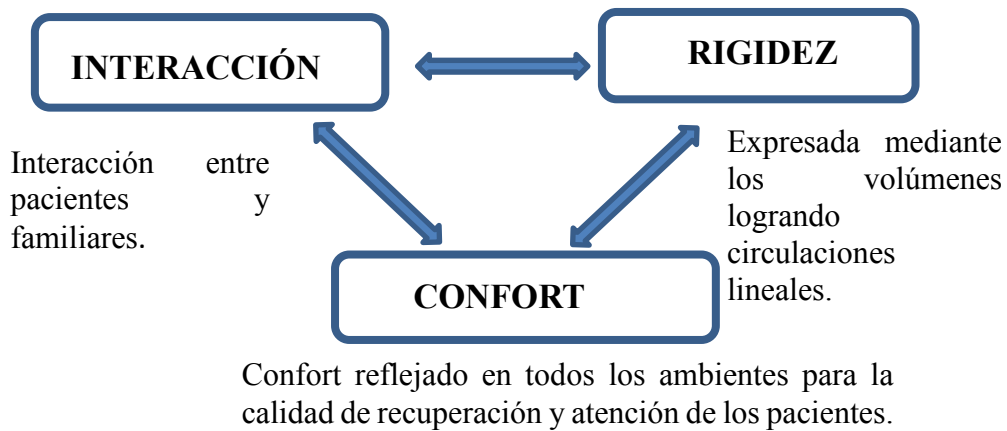 INTERACCIÓN
RIGIDEZ
Interacción entre
pacientes y
familiares.
Expresada mediante
los volúmenes
logrando
circulaciones
lineales.
CONFORT
Confort reflejado en todos los ambientes para la
calidad de recuperación y atención de los pacientes.